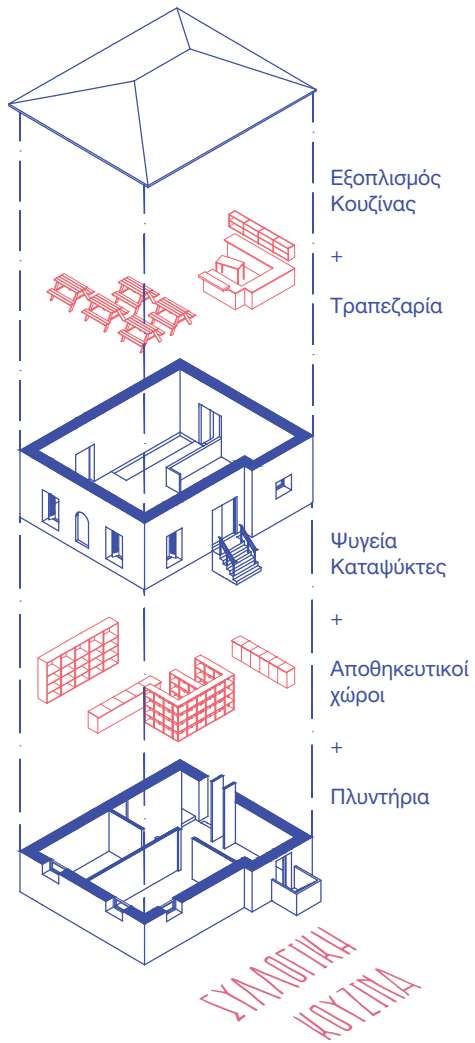 Εξοπλισμός
Κουζίνας
+
Τραπεζαρία
Ψυγεία
Καταψύκτες
+
Αποθηκευτικοί
χώροι
+
Πλυντήρια
ΣΥΛΛΟΓΙΚΗ
ΚΟΥΖΙΝΑ